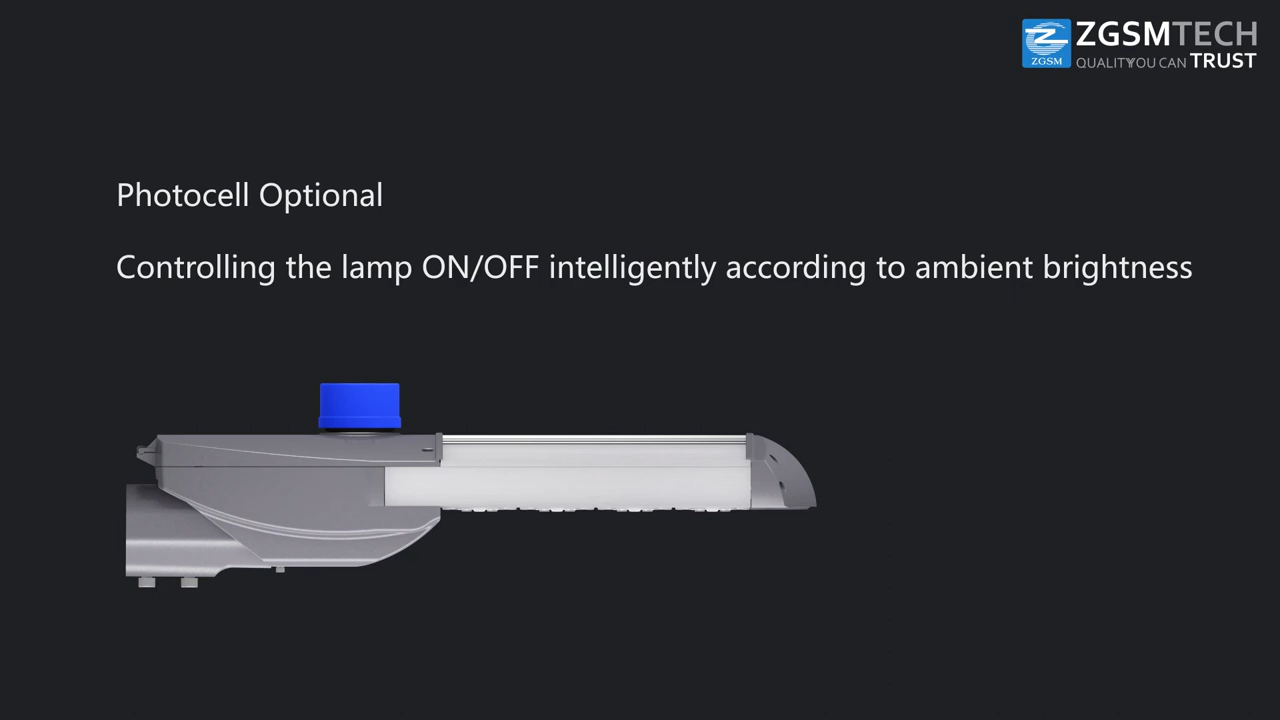 ZGSMTECH
ZGSM
QUALITY YOU CAN TRUST
Photocell Optional
Controlling the lamp ON/OFF intelligently according to ambient brightness